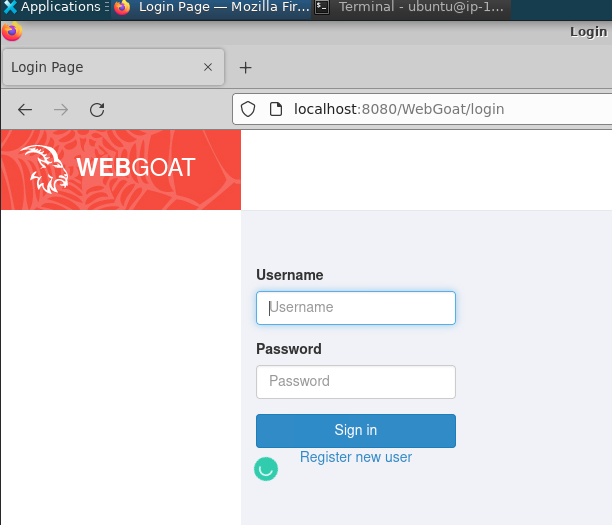 Applications
Login Page — Mozilla Fir...
Terminal - ubuntu@ip-1...
Login
Login Page
localhost:8080/WebGoat/login
WEBGOAT
Username
Username
Password
Password
Sign in
Register new user